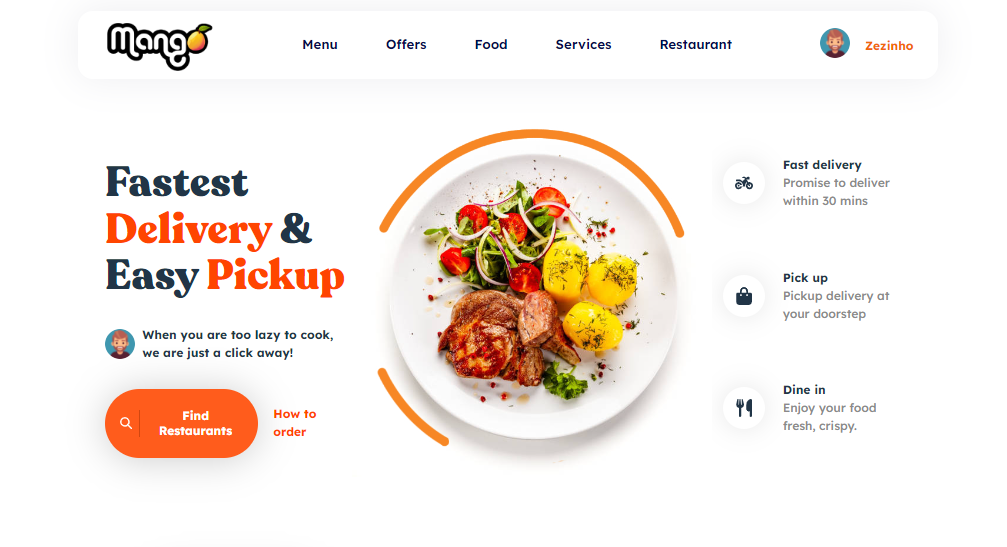 Mango
Menu
Offers
Food
Services
Restaurant
Zezinho
Fastest
Delivery &
Easy Pickup
When you are too lazy to cook,
we are just a click away!
Find
Restaurants
How to
order
Fast delivery
Promise to deliver
within 30 mins
Pick up
Pickup delivery at
your doorstep
Dine in
Enjoy your food
fresh, crispy.